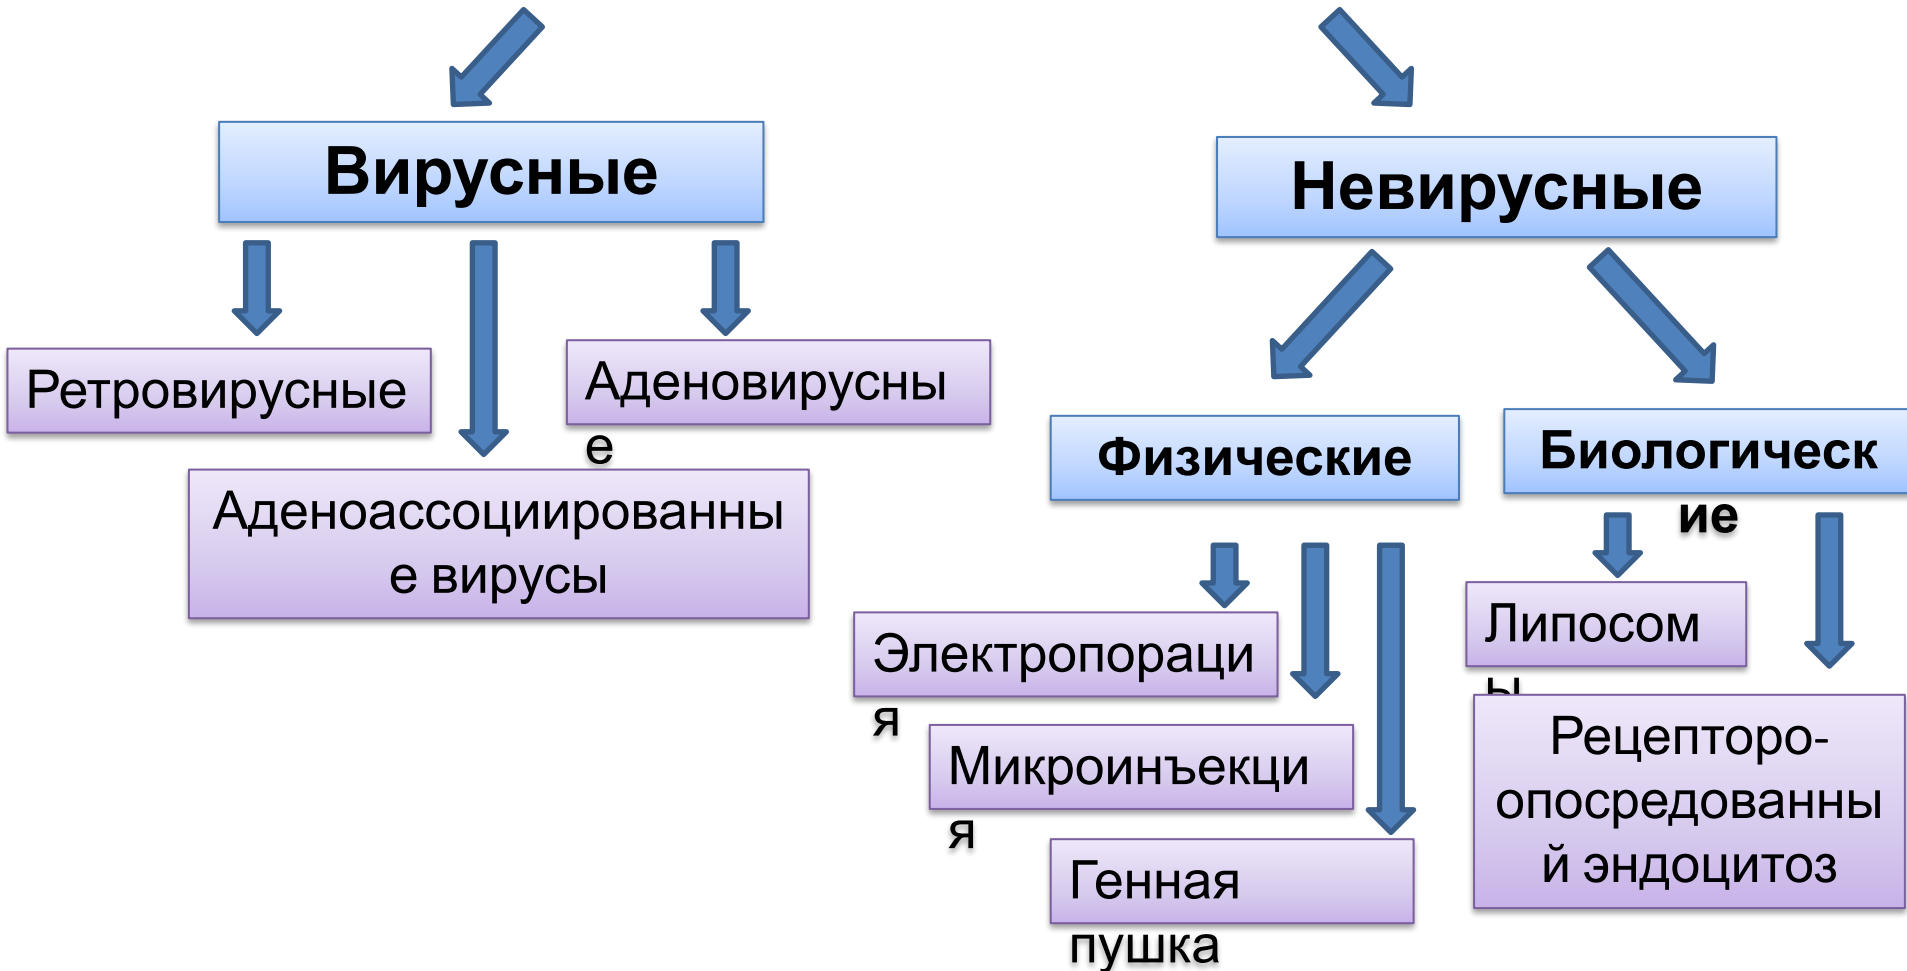 Вирусные
Невирусные
Ретровирусные
Аденовирусны
е
Аденоассоциированны
е вирусы
Физические
Биологическ
ие
Электропораци
я
Микроинъекци
я
Генная
пушка
Липосом
ы
Рецепторо-
опосредованны
й эндоцитоз